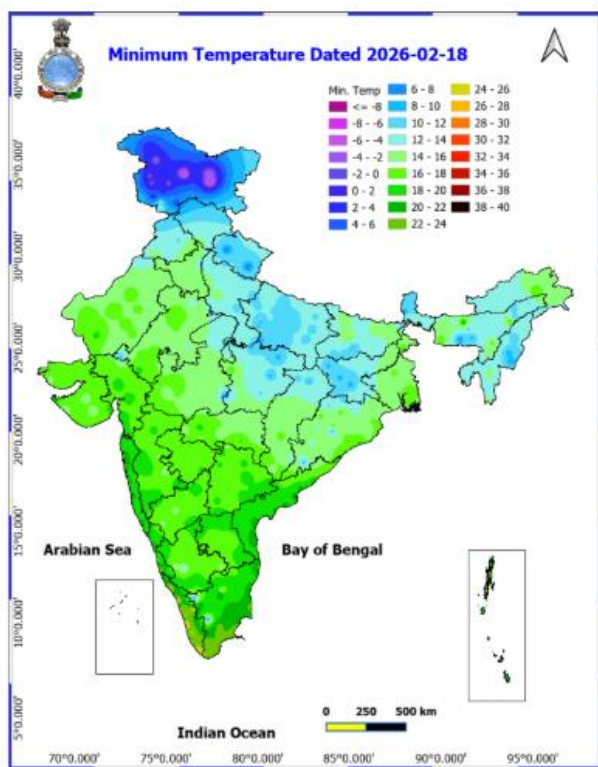 Minimum Temperature Dated 2026-02-18
Min. Temp
<= -8
-8 - -6
-6 - -4
-4 - -2
-2 - 0
0 - 2
2 - 4
4 - 6
6 - 8
8 - 10
10 - 12
12 - 14
14 - 16
16 - 18
18 - 20
20 - 22
22 - 24
24 - 26
26 - 28
28 - 30
30 - 32
32 - 34
34 - 36
36 - 38
38 - 40
40°0.000'
35°0.000'
30°0.000'
25°0.000'
20°0.000'
15°0.000'
10°0.000'
5°0.000'
Arabian Sea
Bay of Bengal
Indian Ocean
0 250 500 km
70°0.000' 75°0.000' 80°0.000' 85°0.000' 90°0.000' 95°0.000'